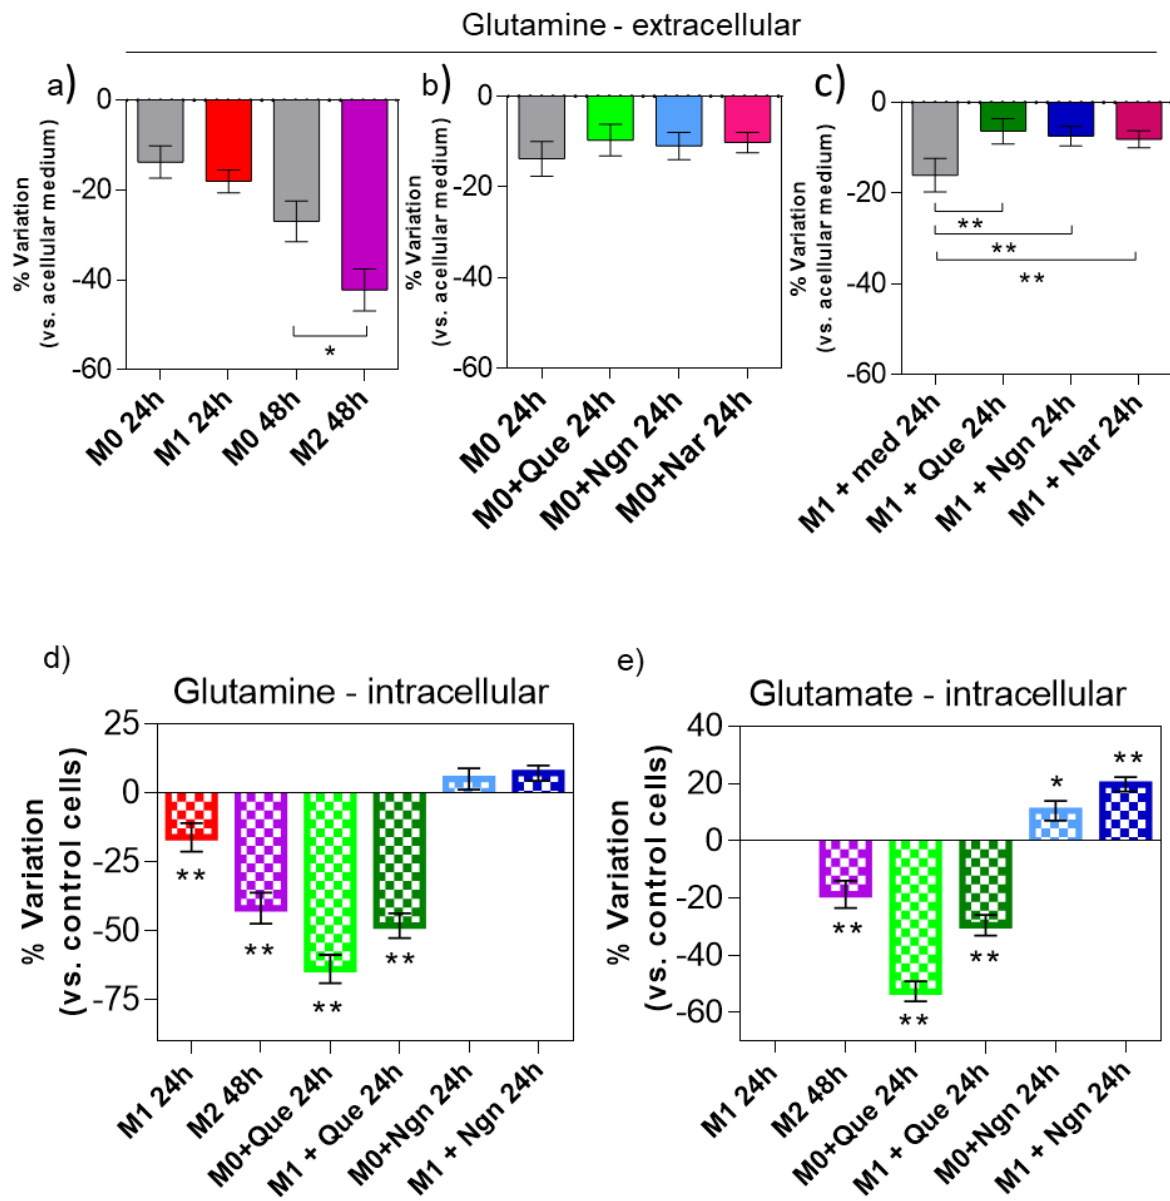 Glutamine - extracellular
a)
% Variation
(vs. acellular medium)
0
-20
-40
-60
*
M0 24h
M1 24h
M0 48h
M2 48h
b)
% Variation
(vs. acellular medium)
0
-20
-40
-60
M0 24h
M0+Que 24h
M0+Ngn 24h
M0+Nar 24h
c)
% Variation
(vs. acellular medium)
0
-20
-40
-60
**
**
**
M1 + med 24h
M1 + Que 24h
M1 + Ngn 24h
M1 + Nar 24h
d)
Glutamine - intracellular
% Variation
(vs. control cells)
25
0
-25
-50
-75
**
**
**
**
M1 24h
M2 48h
M0+Que 24h
M1 + Que 24h
M0+Ngn 24h
M1 + Ngn 24h
e)
Glutamate - intracellular
% Variation
(vs. control cells)
40
20
0
-20
-40
-60
**
**
**
*
**
M1 24h
M2 48h
M0+Que 24h
M1 + Que 24h
M0+Ngn 24h
M1 + Ngn 24h